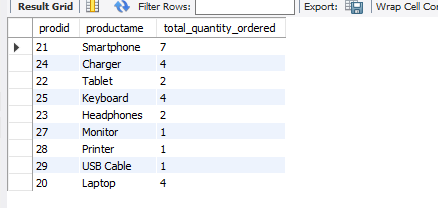 Result Grid Filter Rows: Export: Wrap Cell Con
prodid productame total_quantity_ordered
21 Smartphone 7
24 Charger 4
22 Tablet 2
25 Keyboard 4
23 Headphones 2
27 Monitor 1
28 Printer 1
29 USB Cable 1
20 Laptop 4